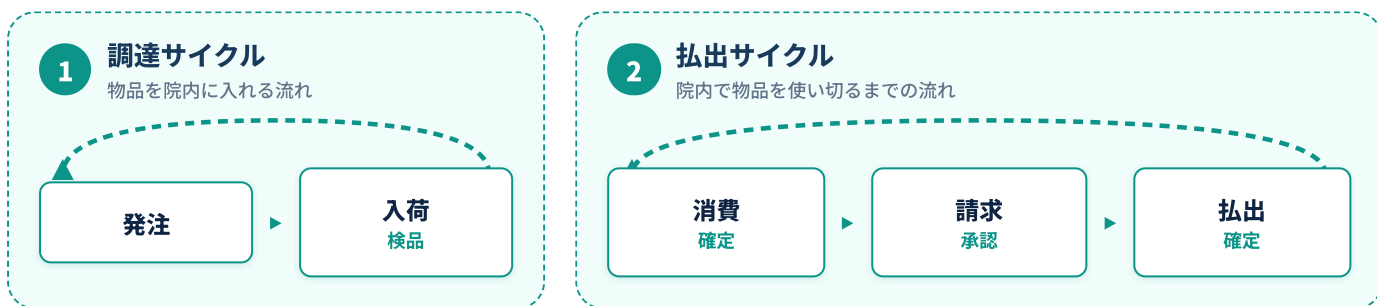 1
調達サイクル
物品を院内に入れる流れ
発注
入荷
検品
2
払出サイクル
院内で物品を使い切るまでの流れ
消費
確定
請求
承認
払出
確定